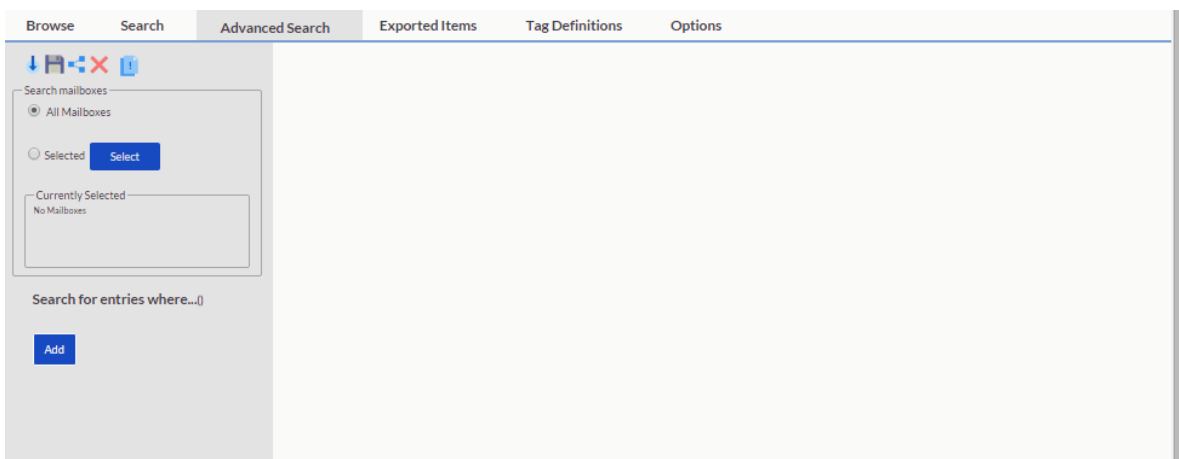 Browse Search Advanced Search Exported Items Tag Definitions Options
Search mailboxes
All Mailboxes
Selected Select
Currently Selected
No Mailboxes
Search for entries where...()
Add